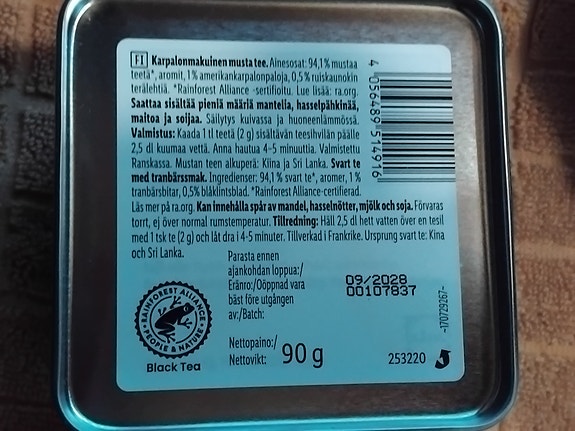 FI Karpalonmakuinen musta tee. Ainesosat: 94,1% mustaa
teetä*, aromit, 1% amerikankarpalonpaloja, 0,5% ruiskaunokin
terälehtiä. *Rainforest Alliance -sertifioitu. Lue lisää: ra.org.
Saattaa sisältää pieniä määriä mantelia, hasselpähkinää,
maitoa ja soijaa. Säilytys kuivassa ja huoneenlämmössä.
Valmistus: Kaada 1 tl teetä (2 g) sisältävän teesihvilän päälle
2,5 dl kuumaa vettä. Anna hautua 4-5 minuuttia. Valmistettu
Ranskassa. Mustan teen alkuperä: Kiina ja Sri Lanka. Svart te
med tranbärssmak. Ingredienser: 94,1% svart te*, aromer, 1%
tranbärsbitar, 0,5% blåklintsblad. *Rainforest Alliance-certifierad.
Läs mer på ra.org. Kan innehålla spår av mandel, hasselnötter, mjölk och soja. Förvaras
torrt, ej över normal rumstemperatur. Tillredning: Häll 2,5 dl hett vatten över en tesil
med 1 tsk te (2 g) och låt dra i 4-5 minuter. Tillverkad i Frankrike. Ursprung svart te: Kina
och Sri Lanka.
Parasta ennen
ajankohdan loppua:/
Eränro:/Oöppnad vara
bäst före utgången
av:/Batch:
09/2028
00107837
Nettopaino:/
Nettovikt: 90 g
RAINFOREST ALLIANCE
PEOPLE & NATURE
Black Tea
253220
-170729267-
4 056489 514916